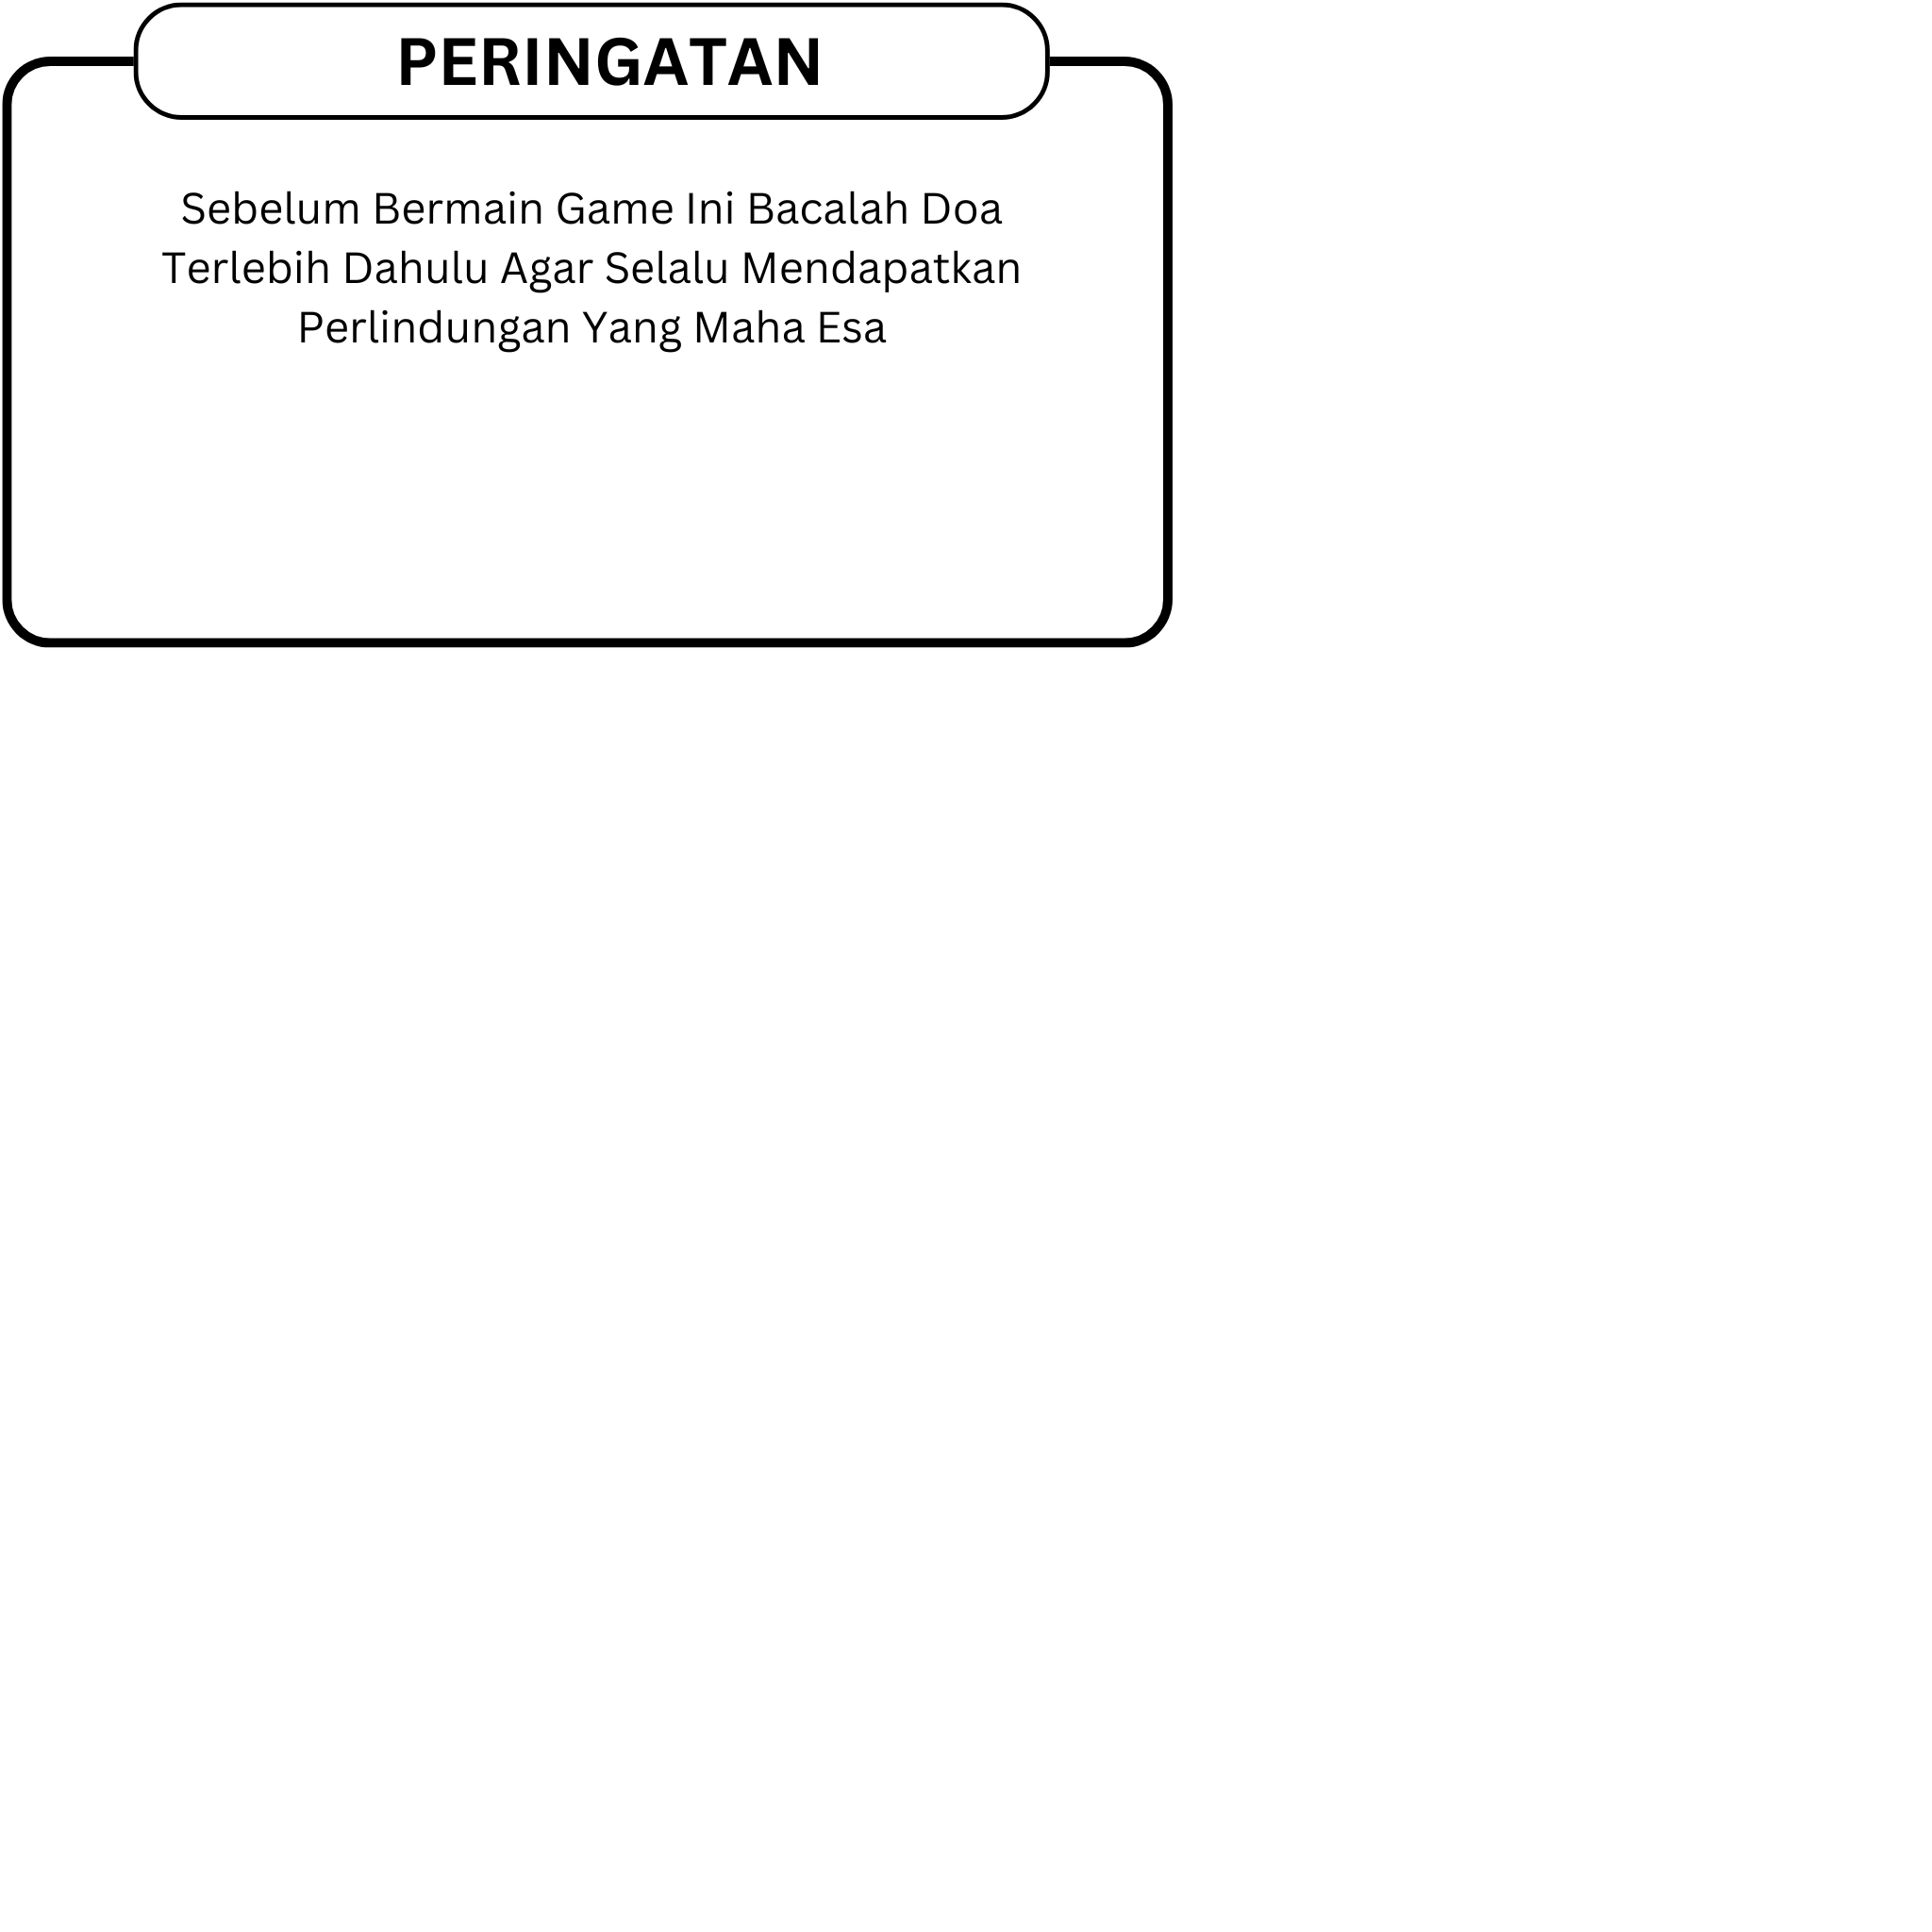 PERINGATAN
Sebelum Bermain Game Ini Bacalah Doa
Terlebih Dahulu Agar Selalu Mendapatkan
Perlindungan Yang Maha Esa